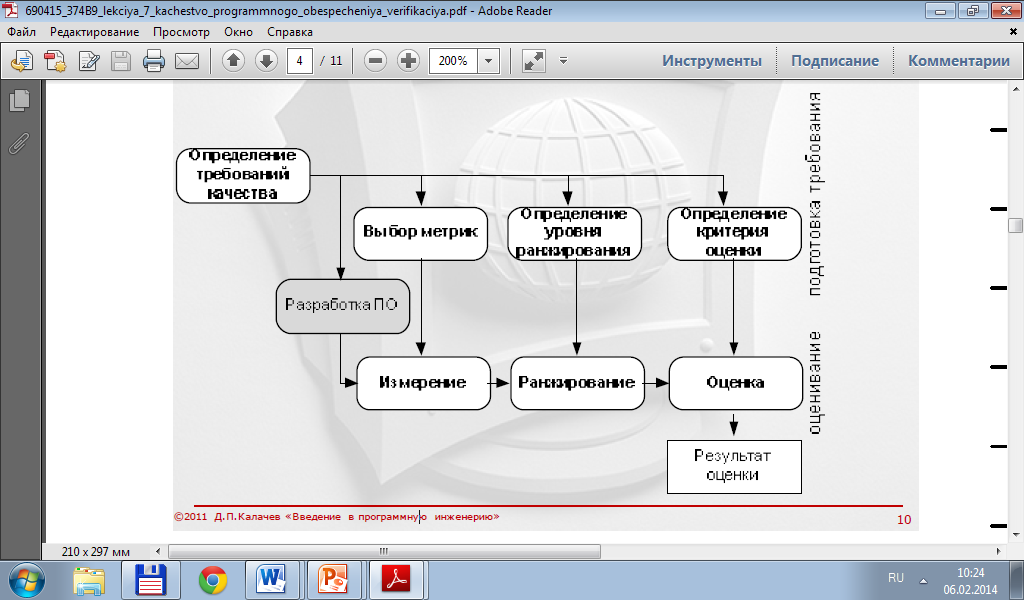 690415_374B9_lekciya_7_kachestvo_programmnogo_obespecheniya_verifikaciya.pdf - Adobe Reader
Файл Редактирование Просмотр Окно Справка
4 / 11 200% Инструменты Подписание Комментарии
Определение
требований
качества
Выбор метрик
Определение
уровня
ранжирования
Определение
критерия
оценки
подготовка требования
Разработка ПО
Измерение
Ранжирование
Оценка
оценивание
Результат
оценки
©2011 Д.П.Калачев «Введение в программную инженерию»
10
210 x 297 мм
RU
10:24
06.02.2014